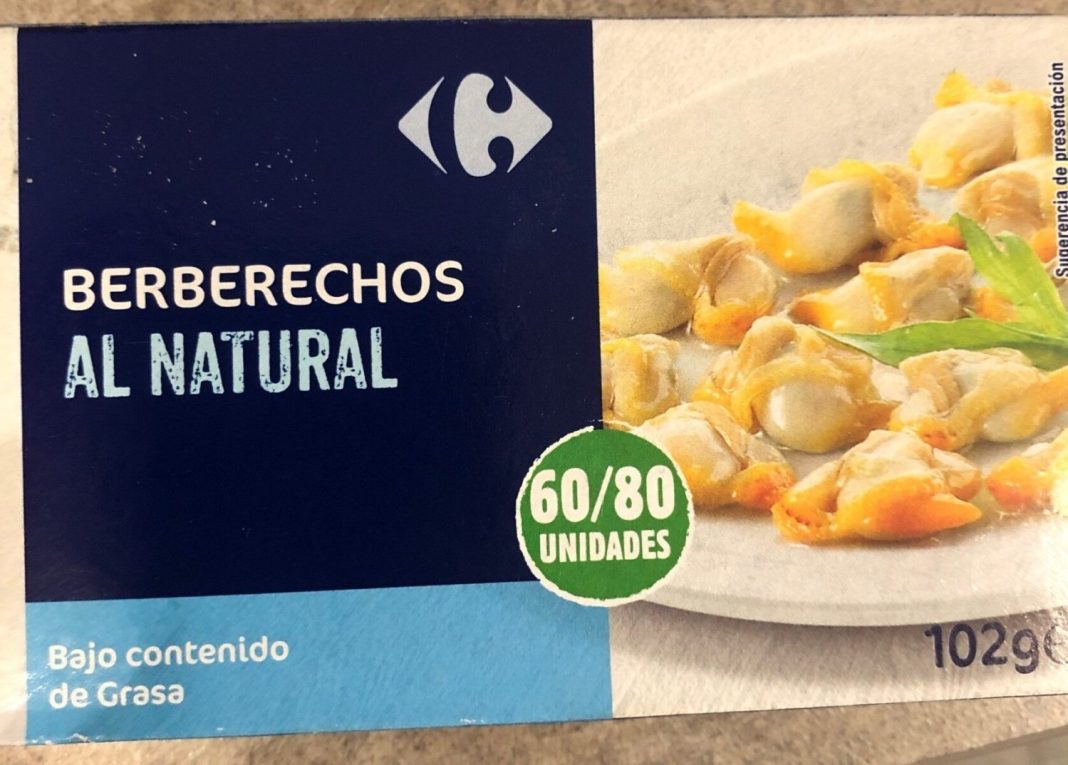 BERBERECHOS
AL NATURAL
60/80
UNIDADES
Bajo contenido
de Grasa
102g℮
Sugerencia de presentación